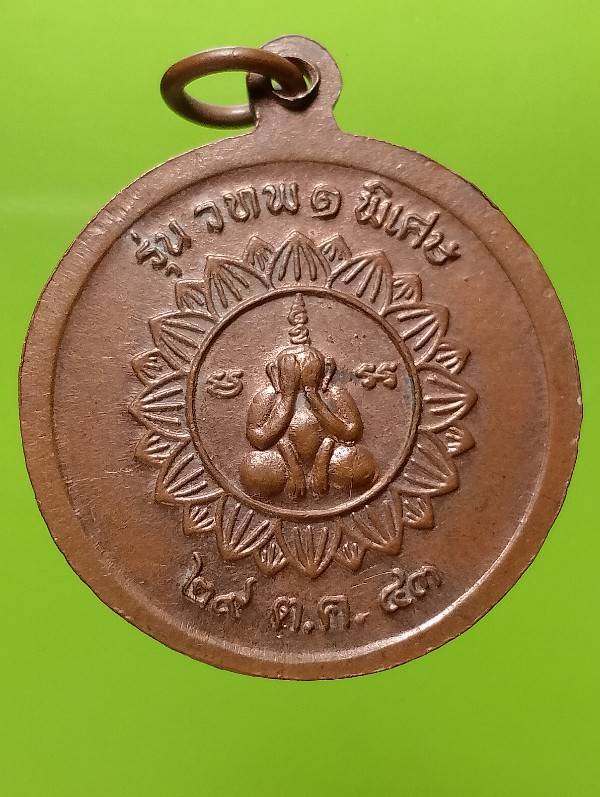 รุ่น วทพ ๑ พิเศษ
๒๙ ต.ค. ๔๓